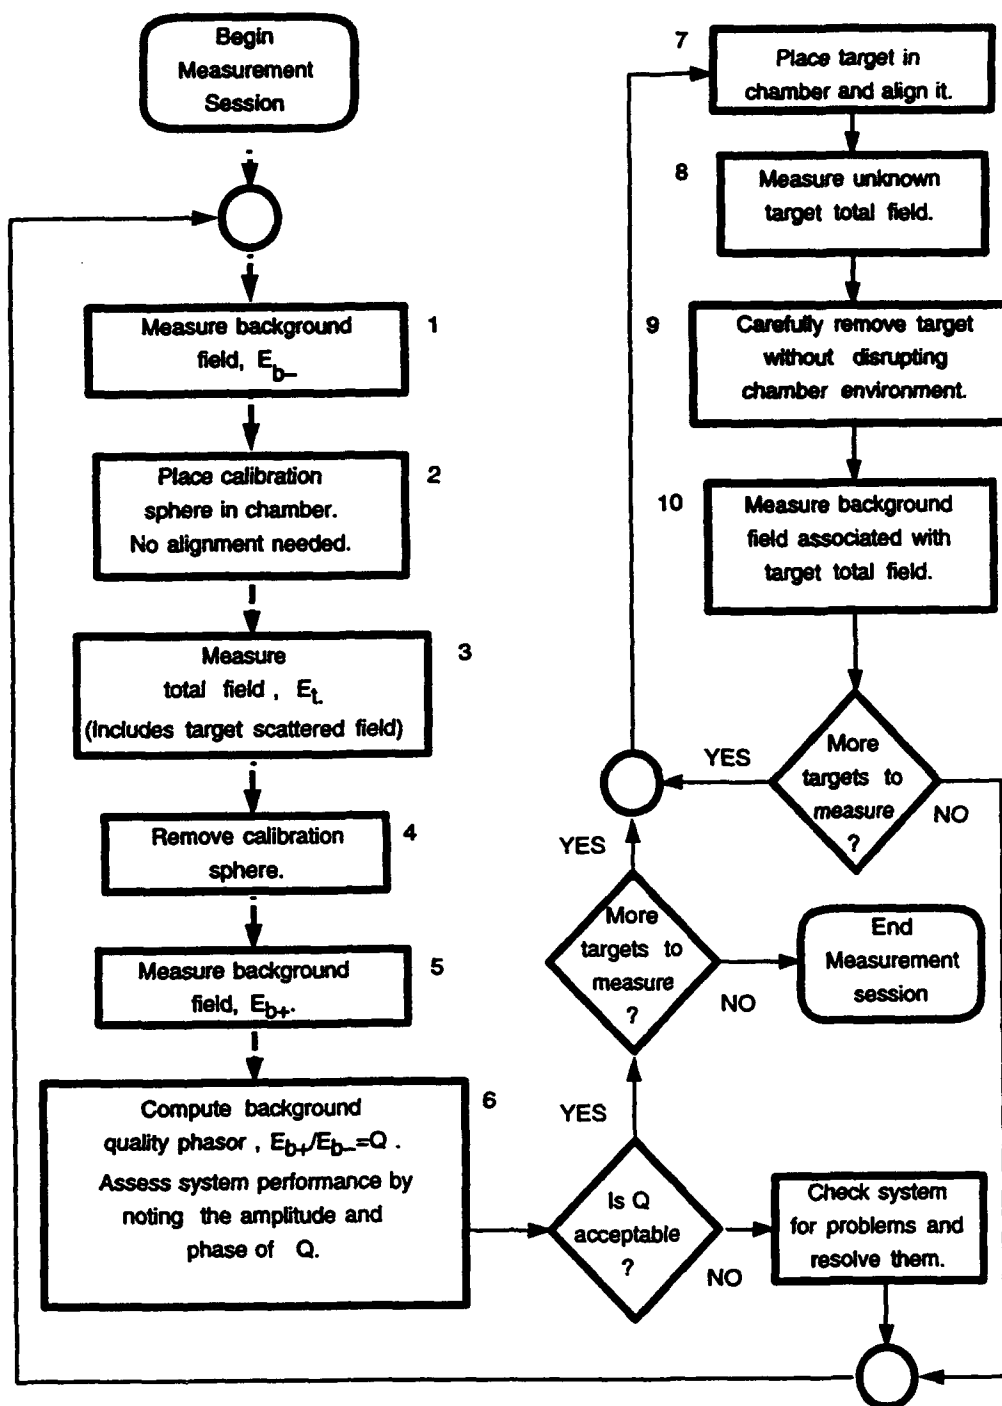 Begin
Measurement
Session
1
Measure background
field, E_b–
2
Place calibration
sphere in chamber.
No alignment needed.
3
Measure
total field , E_t.
(includes target scattered field)
4
Remove calibration
sphere.
5
Measure background
field, E_b+.
6
Compute background
quality phasor , E_b+/E_b–=Q .
Assess system performance by
noting the amplitude and
phase of Q.
Is Q
acceptable
?
YES
NO
Check system
for problems and
resolve them.
More
targets to
measure
?
YES
NO
End
Measurement
session
7
Place target in
chamber and align it.
8
Measure unknown
target total field.
9
Carefully remove target
without disrupting
chamber environment.
10
Measure background
field associated with
target total field.
More
targets to
measure
?
YES
NO